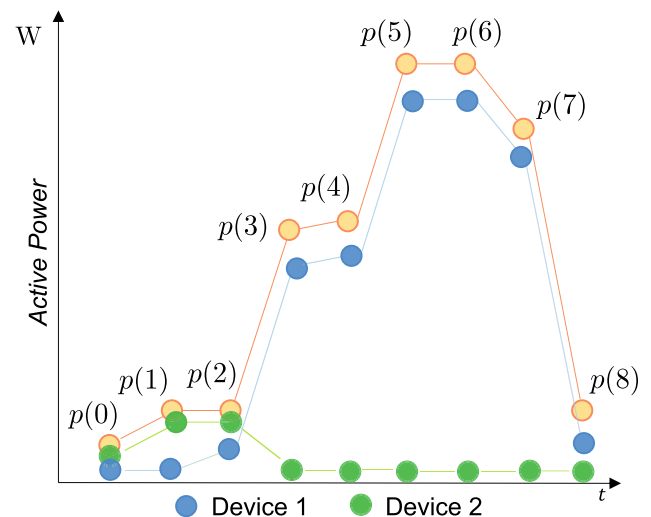 W
p(5) p(6)
p(7)
p(4)
p(3)
Active Power
p(1) p(2)
p(8)
p(0)
t
Device 1 Device 2